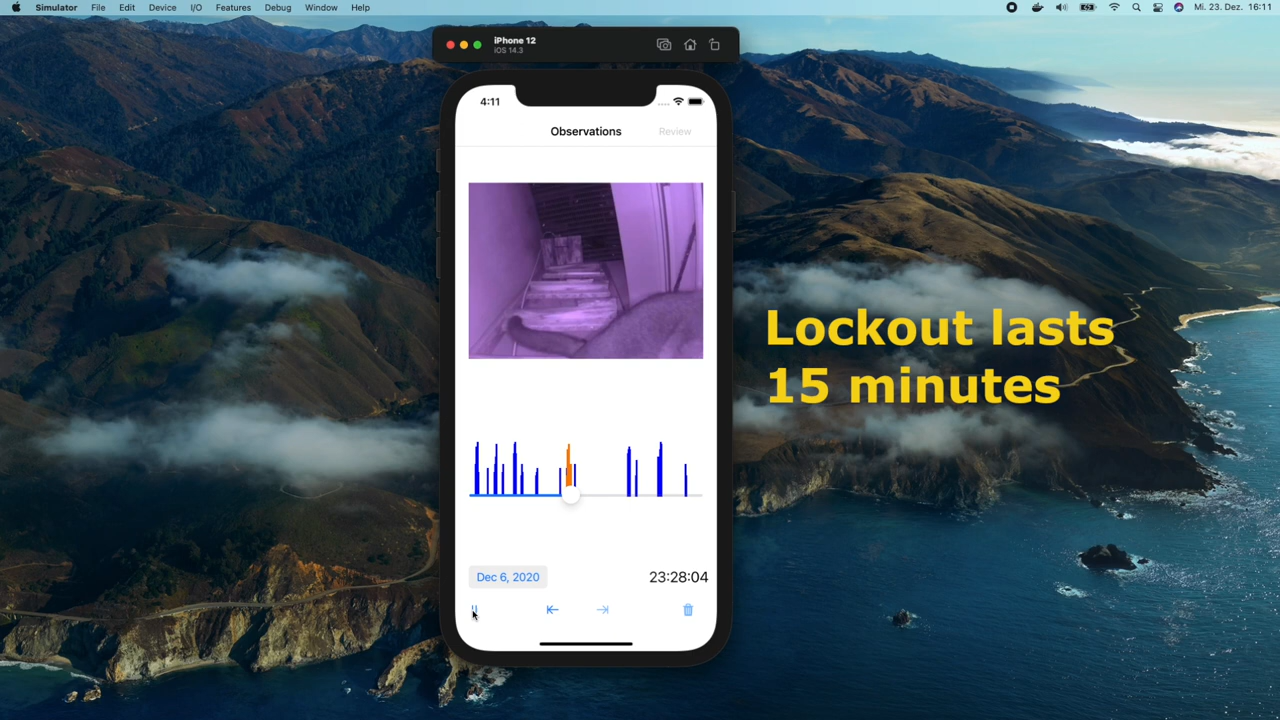 Simulator File Edit Device I/O Features Debug Window Help Mi. 23. Dez. 16:11
iPhone 12
iOS 14.3
4:11
Observations Review
Lockout lasts
15 minutes
Dec 6, 2020 23:28:04